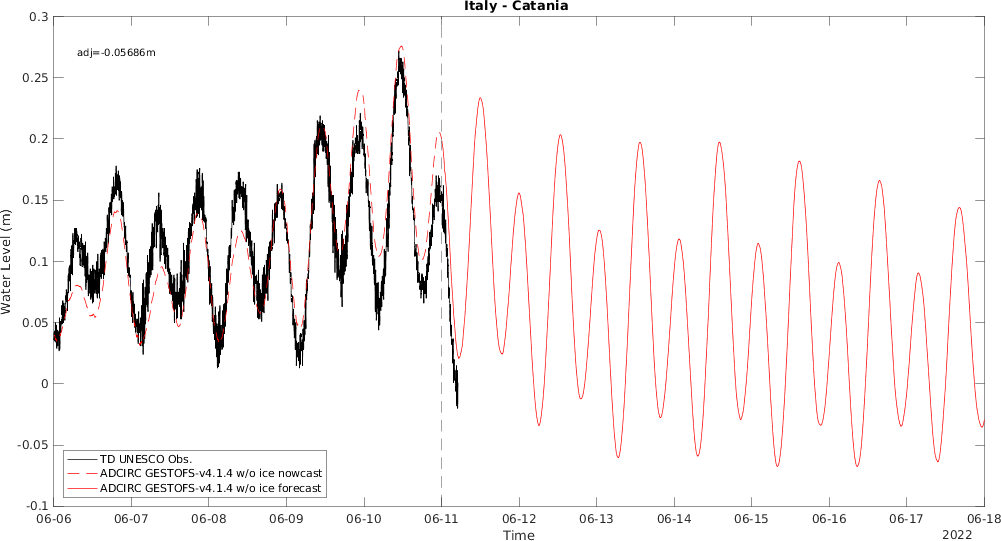 Italy - Catania
adj=-0.05686m
0.3
0.25
0.2
0.15
0.1
0.05
0
-0.05
-0.1
Water Level (m)
TD UNESCO Obs.
ADCIRC GESTOFS-v4.1.4 w/o ice nowcast
ADCIRC GESTOFS-v4.1.4 w/o ice forecast
06-06 06-07 06-08 06-09 06-10 06-11 06-12 06-13 06-14 06-15 06-16 06-17 06-18
Time
2022